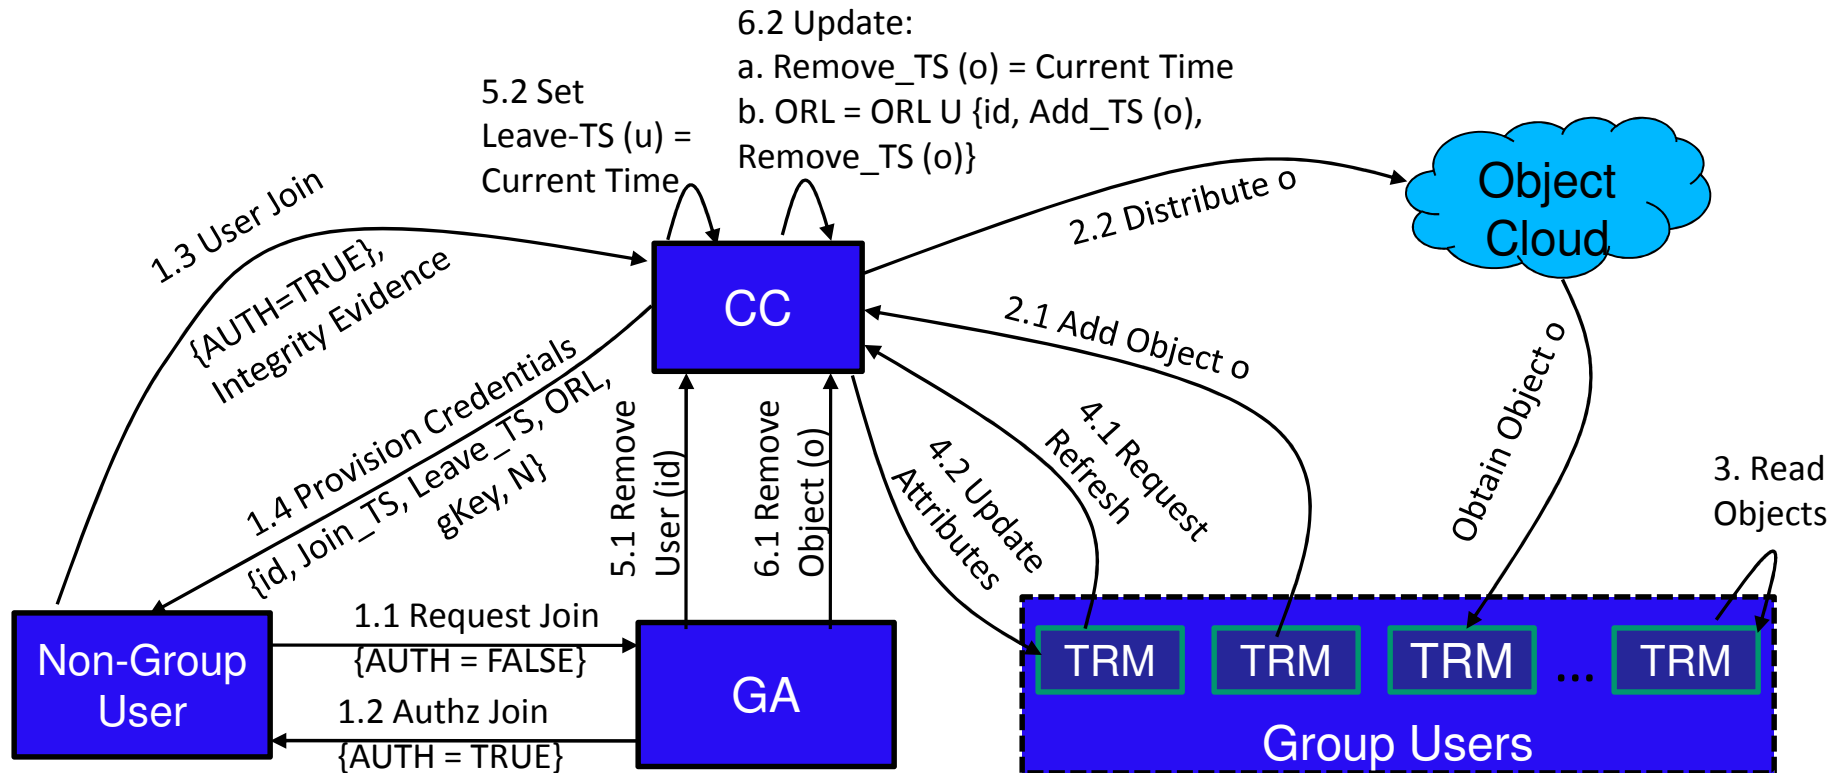 6.2 Update:
a. Remove_TS (o) = Current Time
b. ORL = ORL U {id, Add_TS (o),
Remove_TS (o)}
5.2 Set
Leave-TS (u) =
Current Time
1.3 User Join
{AUTH=TRUE},
Integrity Evidence
CC
2.2 Distribute o
Object
Cloud
2.1 Add Object o
1.4 Provision Credentials
{id, Join_TS, Leave_TS, ORL,
gKey, N}
5.1 Remove
User (id)
6.1 Remove
Object (o)
4.2 Update
Attributes
4.1 Request
Refresh
Obtain Object o
3. Read
Objects
Non-Group
User
1.1 Request Join
{AUTH = FALSE}
1.2 Authz Join
{AUTH = TRUE}
GA
TRM
TRM
TRM
...
TRM
Group Users